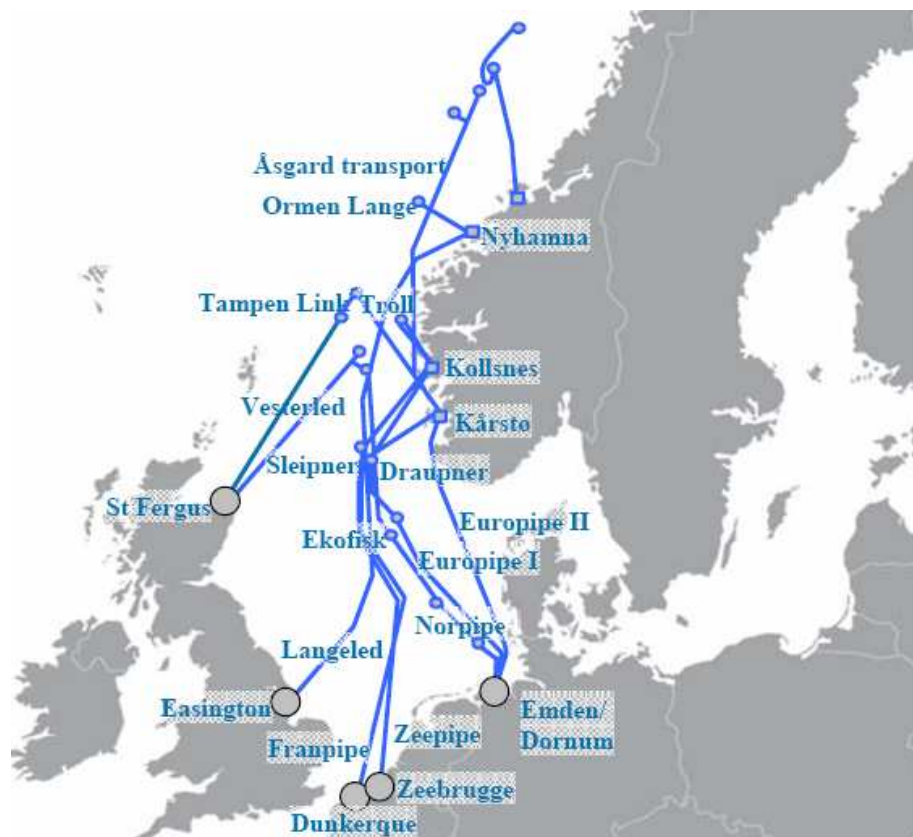 Åsgard transport
Ormen Lange
Nyhamna
Tampen Link
Troll
Kollsnes
Vesterled
Kårsto
Sleipner
Draupner
St Fergus
Ekofisk
Europipe II
Europipe I
Norpipe
Langeled
Easington
Emden/
Dornum
Franpipe
Zeepipe
Zeebrugge
Dunkerque